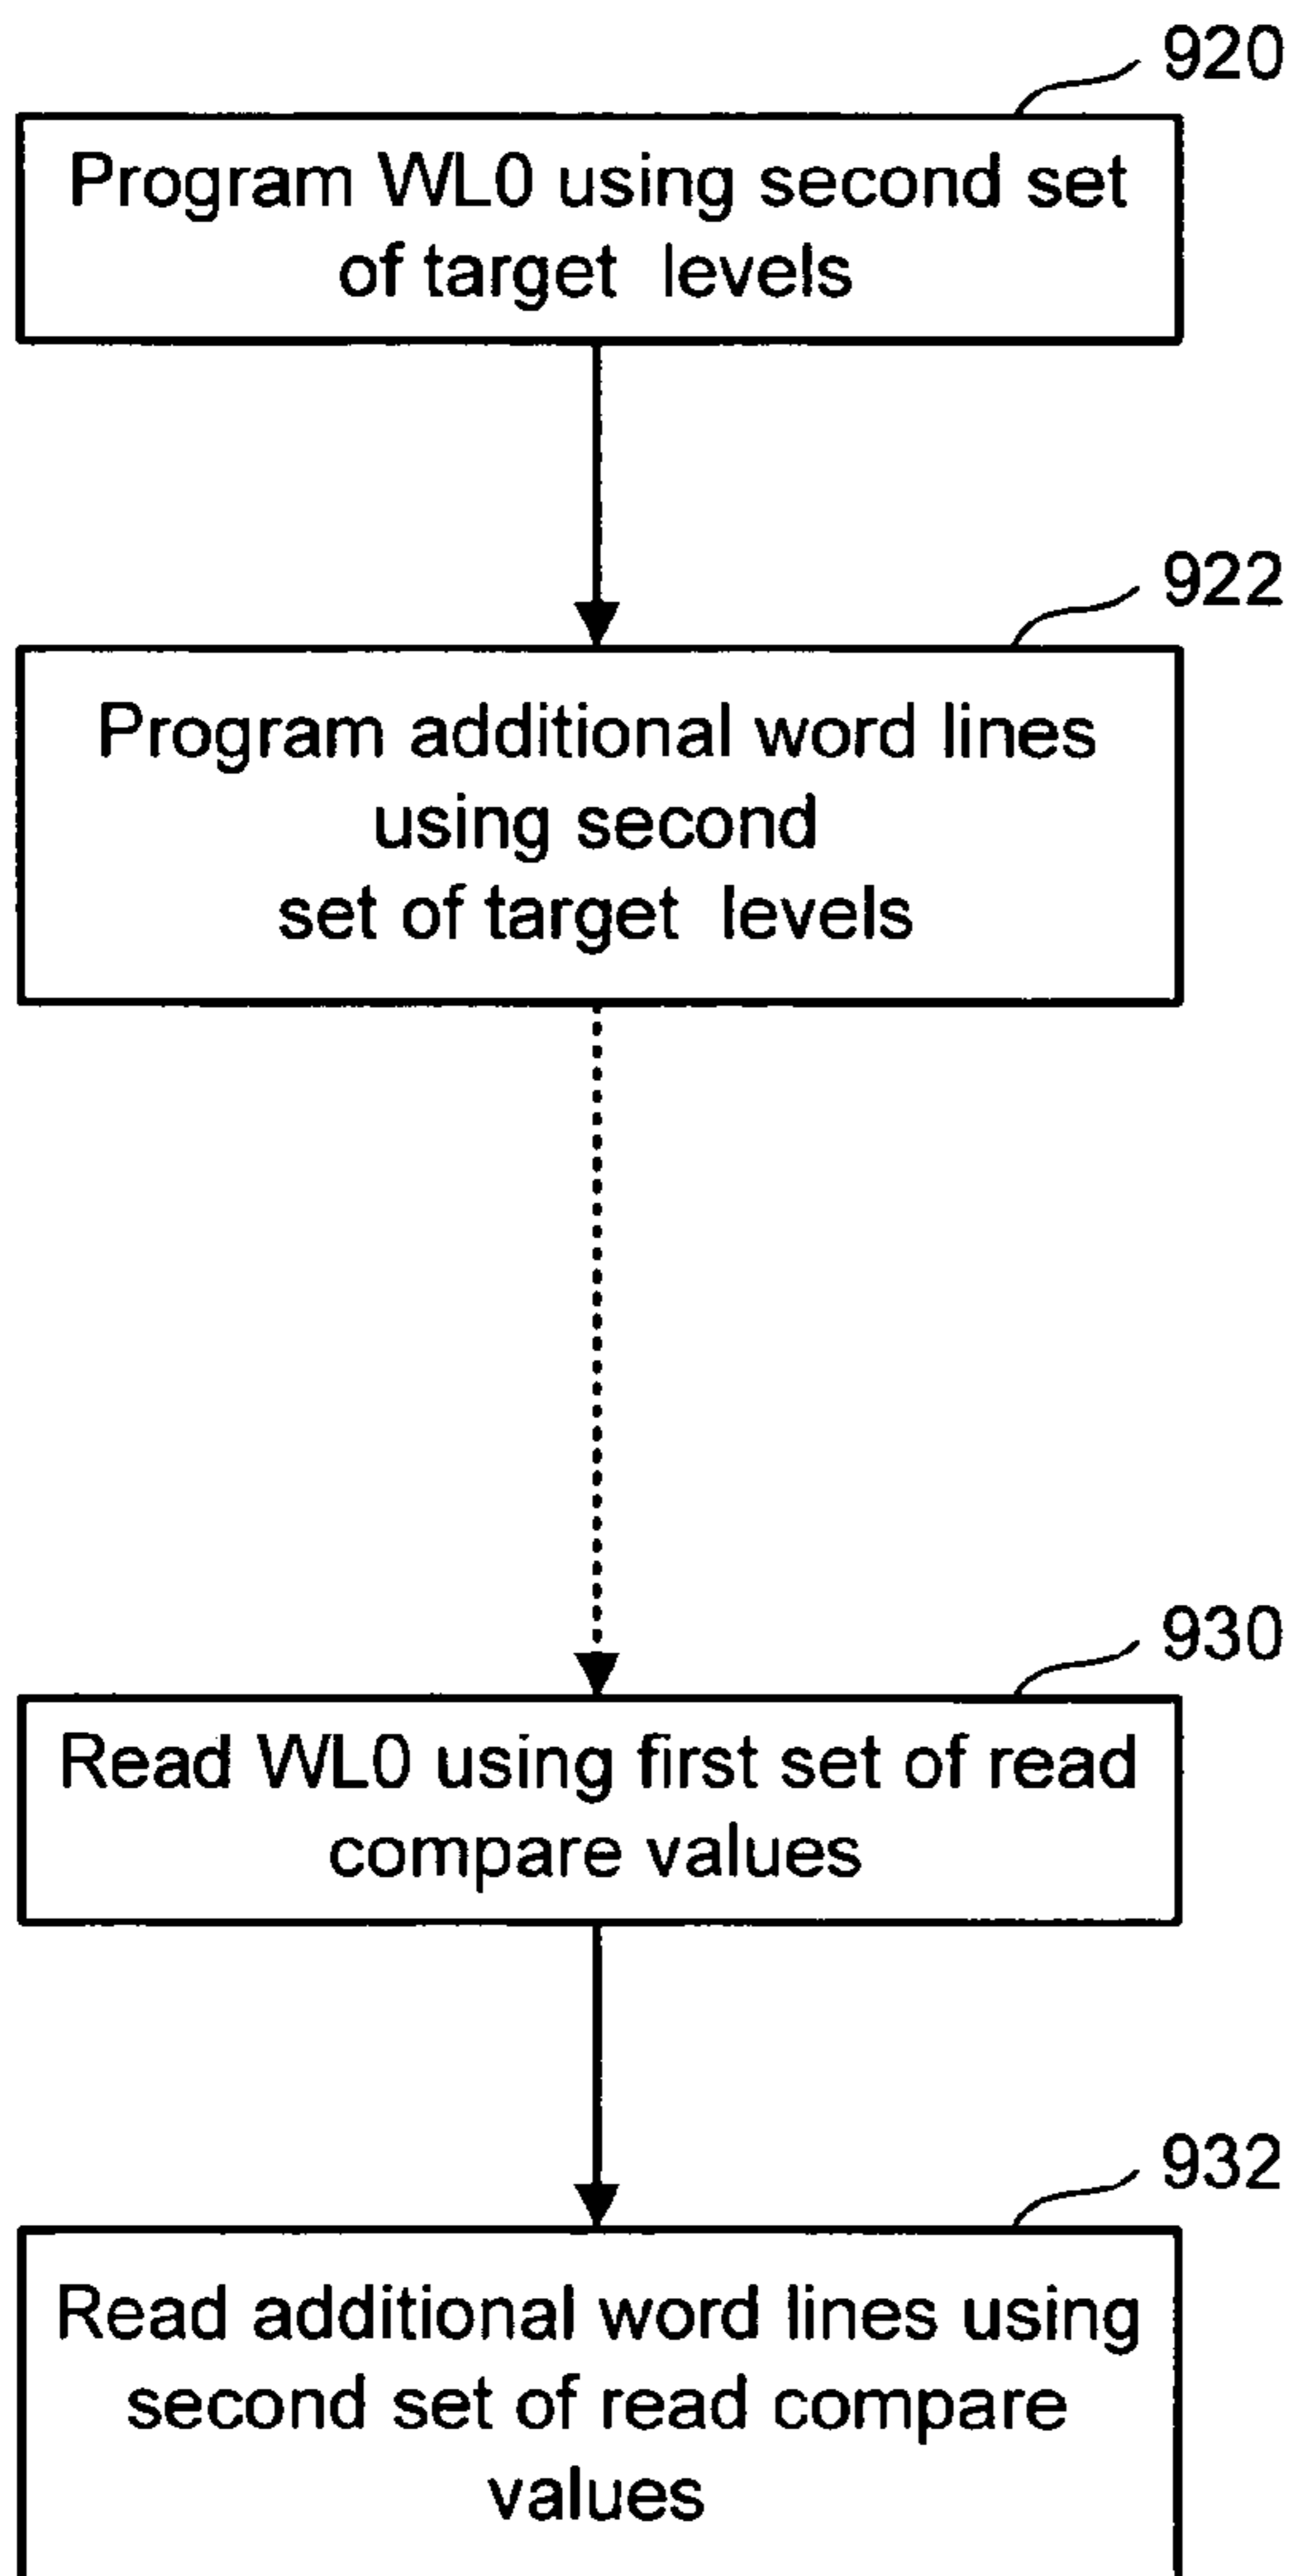 920
Program WL0 using second set
of target levels
922
Program additional word lines
using second
set of target levels
930
Read WL0 using first set of read
compare values
932
Read additional word lines using
second set of read compare
values